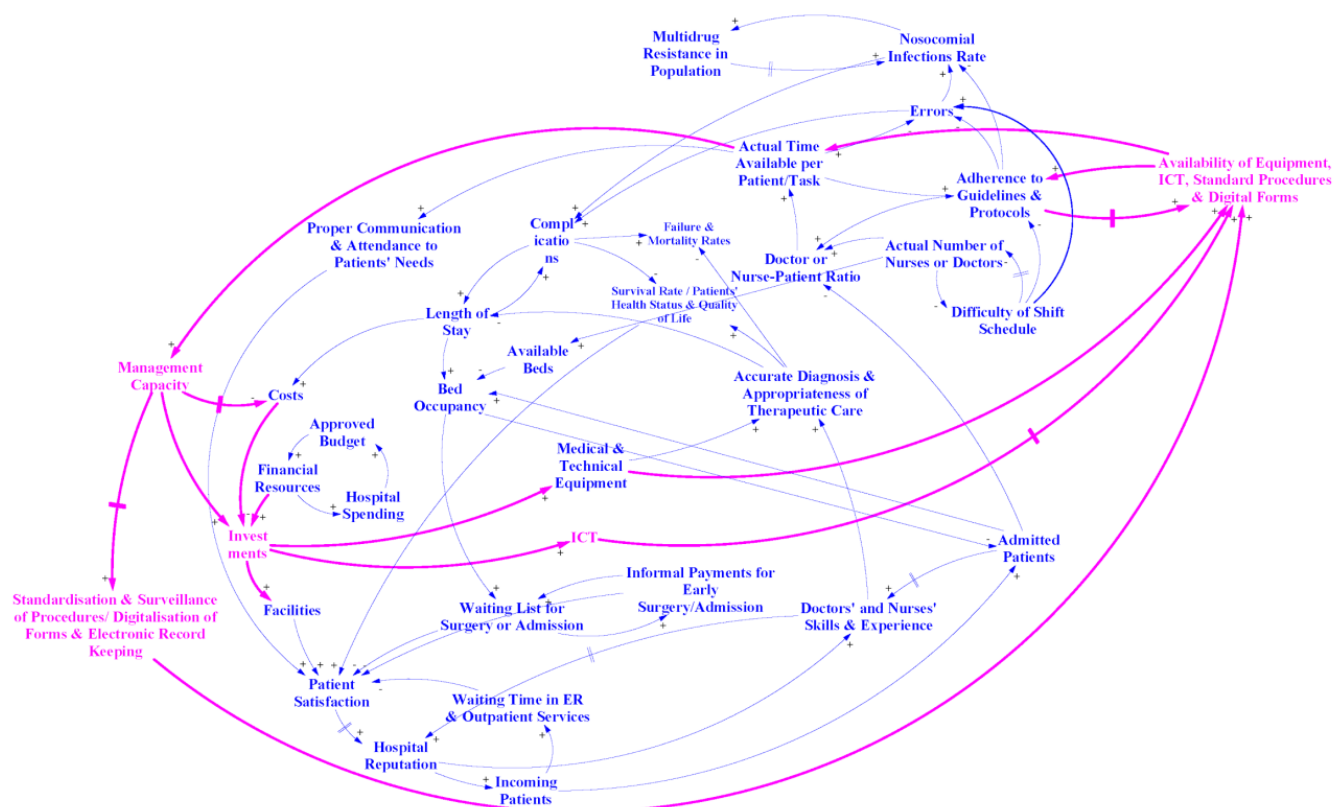 Multidrug
Resistance in
Population
Nosocomial
Infections Rate
Errors
Actual Time
Available per
Patient/Task
Adherence to
Guidelines &
Protocols
Availability of Equipment,
ICT, Standard Procedures
& Digital Forms
Proper Communication
& Attendance to
Patients' Needs
Compl
icatio
ns
Failure &
Mortality Rates
Doctor or
Nurse-Patient Ratio
Actual Number of
Nurses or Doctors
Survival Rate / Patients'
Health Status & Quality
of Life
Difficulty of Shift
Schedule
Length of
Stay
Available
Beds
Management
Capacity
Costs
Bed
Occupancy
Accurate Diagnosis &
Appropriateness of
Therapeutic Care
Approved
Budget
Financial
Resources
Hospital
Spending
Medical &
Technical
Equipment
Invest
ments
ICT
Admitted
Patients
Standardisation & Surveillance
of Procedures/ Digitalisation of
Forms & Electronic Record
Keeping
Facilities
Waiting List for
Surgery or Admission
Informal Payments for
Early
Surgery/Admission
Doctors' and Nurses'
Skills & Experience
Patient
Satisfaction
Waiting Time in ER
& Outpatient Services
Hospital
Reputation
Incoming
Patients